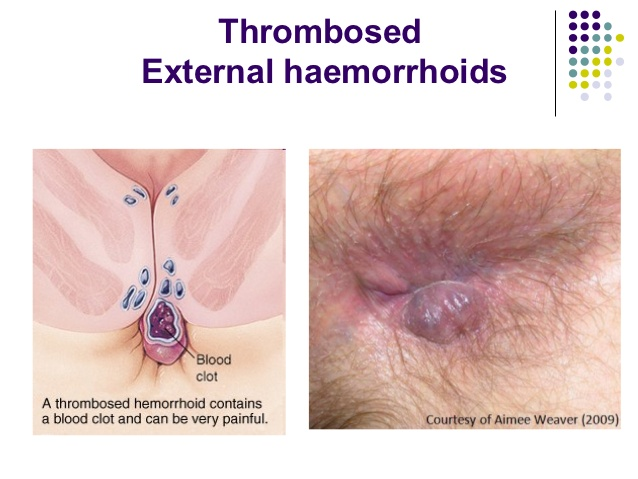 Thrombosed
External haemorrhoids
Blood
clot
A thrombosed hemorrhoid contains
a blood clot and can be very painful.
Courtesy of Aimee Weaver (2009)